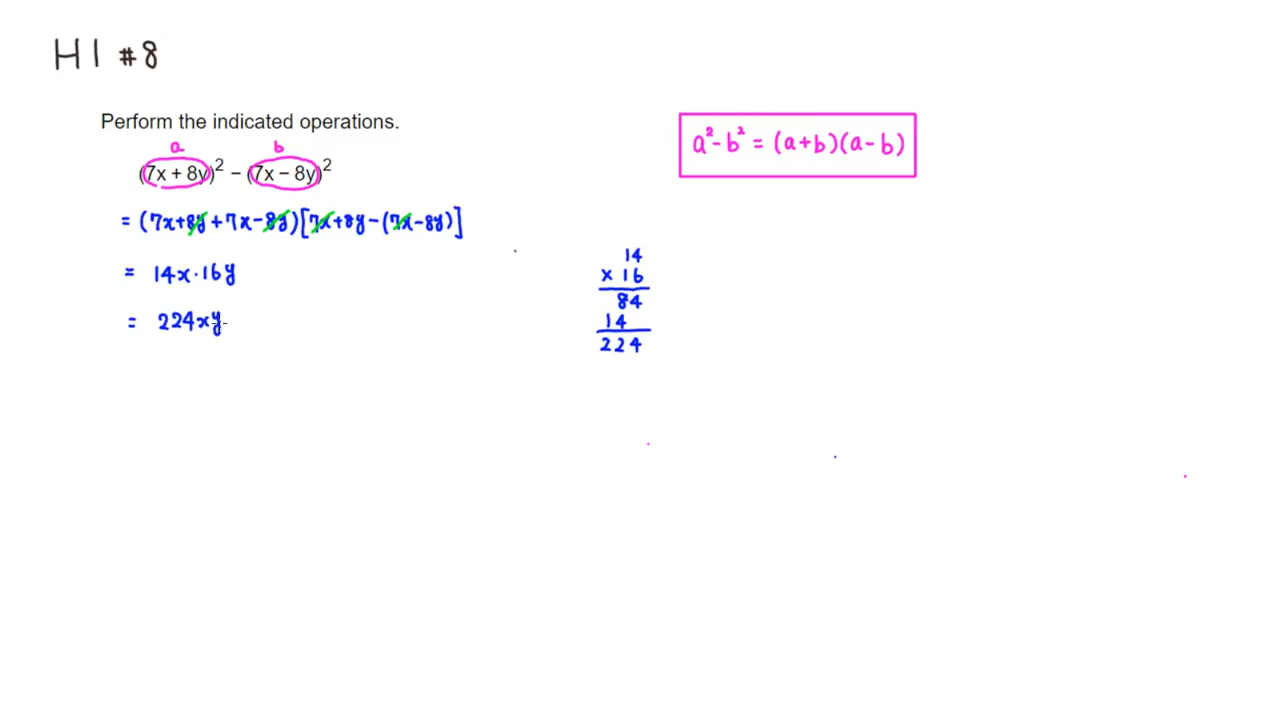 H1 #8
Perform the indicated operations.
a b
(7x + 8y)² − (7x − 8y)²
= (7x+8y+7x-8y)[7x+8y-(7x-8y)]
= 14x·16y
= 224xy
a²-b² = (a+b)(a-b)
14
× 16
84
14
224